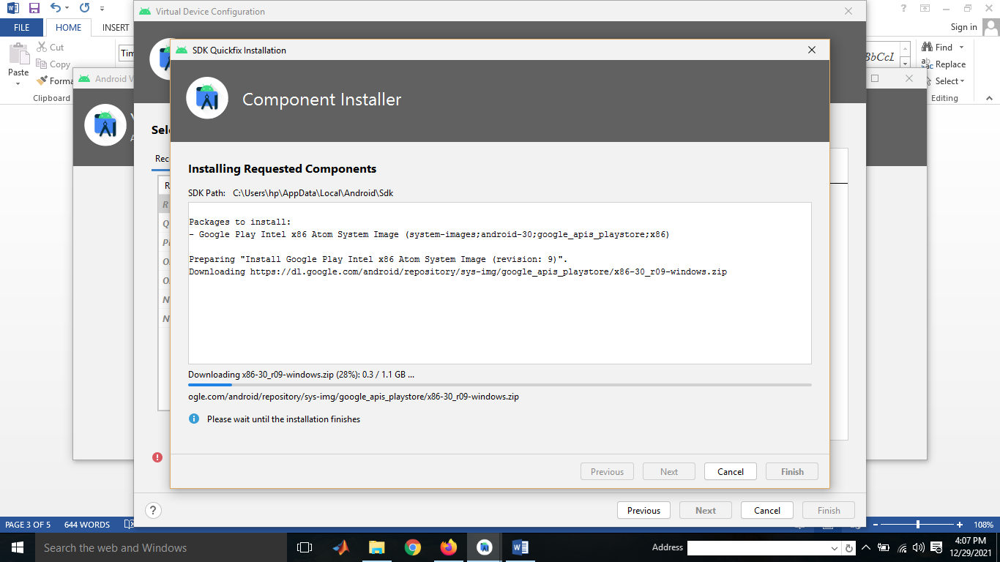 Virtual Device Configuration
FILE
HOME
INSERT
Sign in
Cut
Copy
Paste
Clipboard
Find
Replace
Select
Editing
Android V
SDK Quickfix Installation
Component Installer
Sel
Rec
Installing Requested Components
SDK Path: C:\Users\hp\AppData\Local\Android\Sdk
Packages to install:
- Google Play Intel x86 Atom System Image (system-images;android-30;google_apis_playstore;x86)
Preparing "Install Google Play Intel x86 Atom System Image (revision: 9)".
Downloading https://dl.google.com/android/repository/sys-img/google_apis_playstore/x86-30_r09-windows.zip
Downloading x86-30_r09-windows.zip (28%): 0.3 / 1.1 GB ...
ogle.com/android/repository/sys-img/google_apis_playstore/x86-30_r09-windows.zip
Please wait until the installation finishes
Previous Next Cancel Finish
? Previous Next Cancel Finish
PAGE 3 OF 5 644 WORDS 108%
Search the web and Windows
Address
4:07 PM
12/29/2021